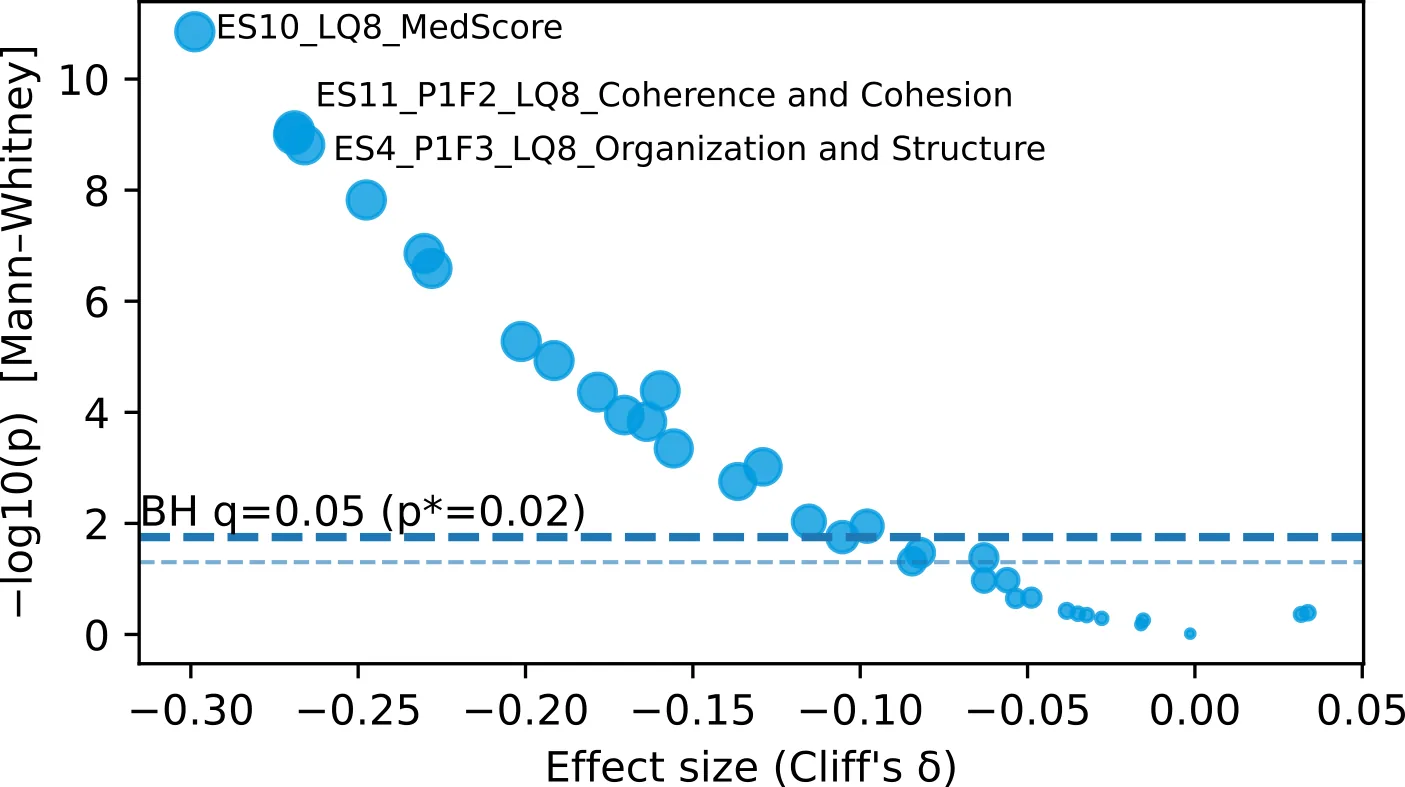 ES10_LQ8_MedScore
ES11_P1F2_LQ8_Coherence and Cohesion
ES4_P1F3_LQ8_Organization and Structure
BH q=0.05 (p*=0.02)
−log10(p) [Mann–Whitney]
10
8
6
4
2
0
−0.30 −0.25 −0.20 −0.15 −0.10 −0.05 0.00 0.05
Effect size (Cliff's δ)